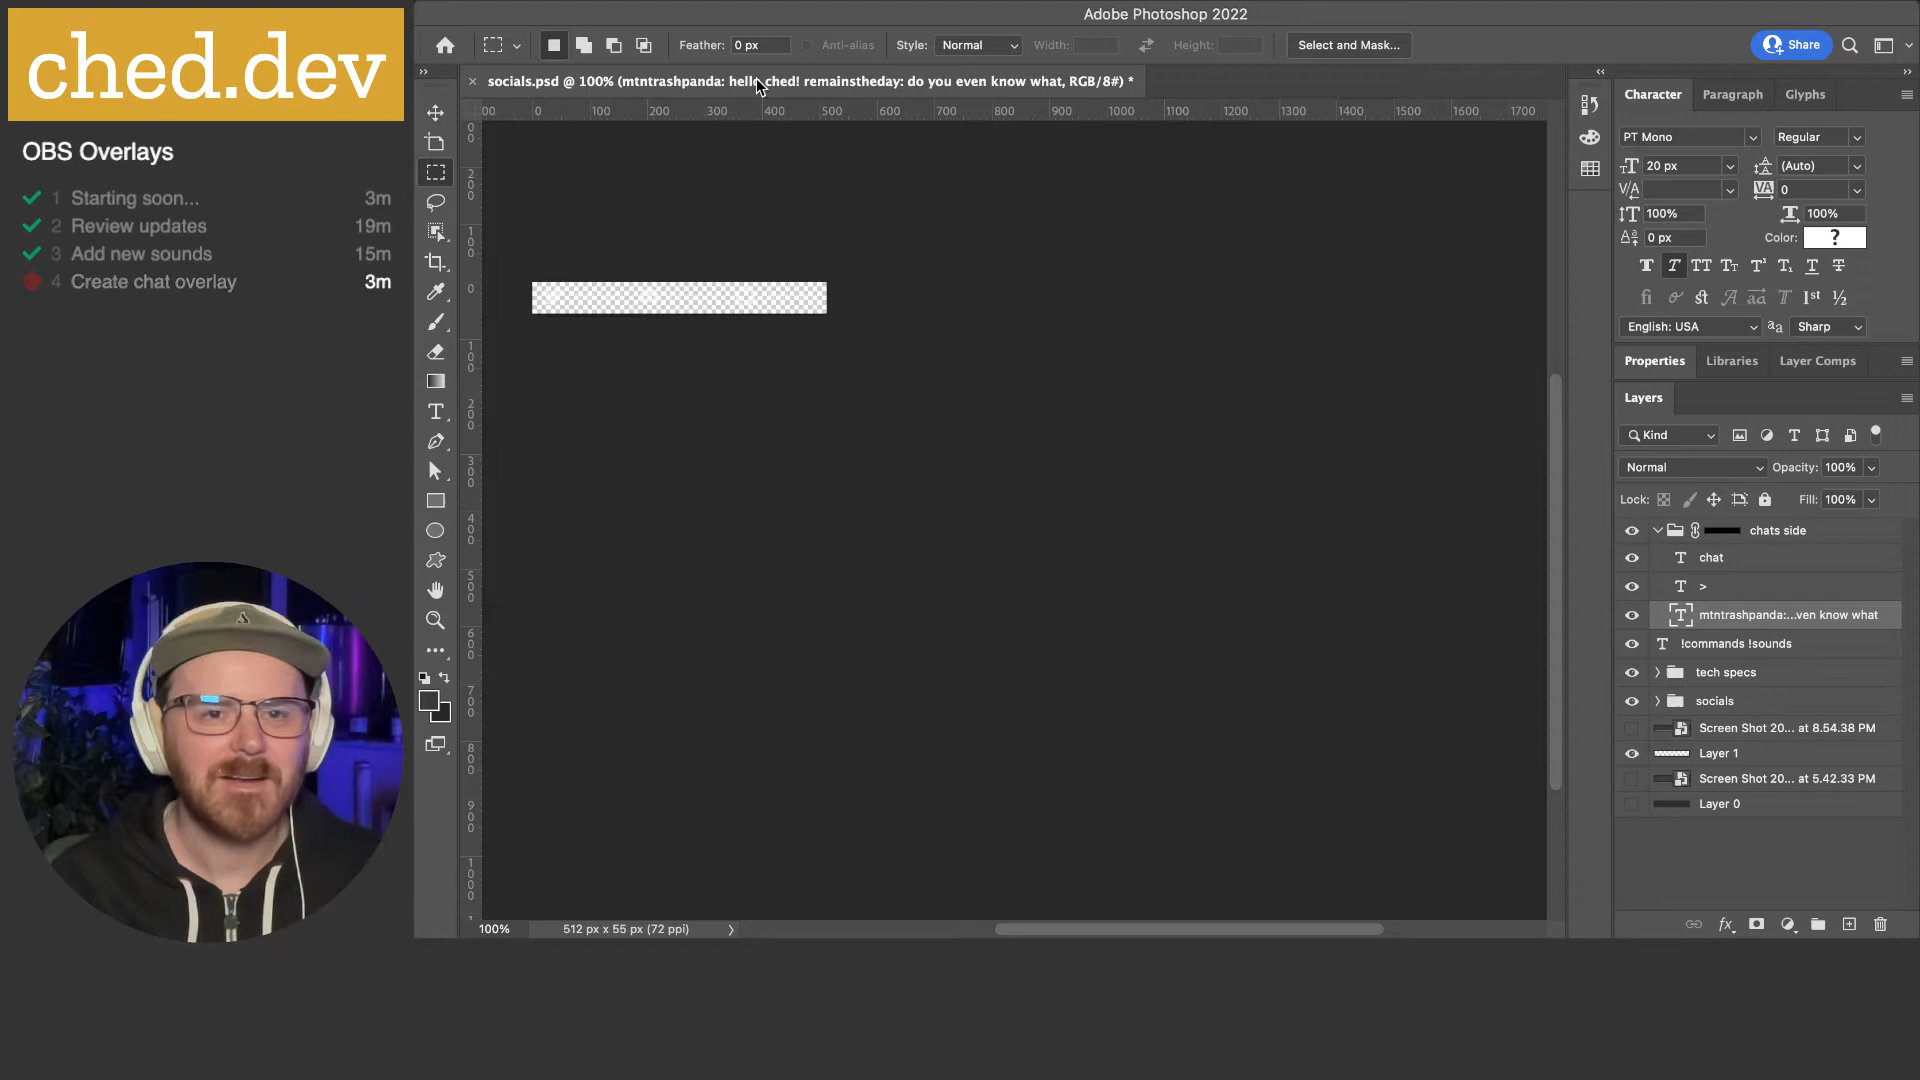 ched.dev
OBS Overlays
1 Starting soon... 3m
2 Review updates 19m
3 Add new sounds 15m
4 Create chat overlay 3m
Adobe Photoshop 2022
Feather: 0 px Anti-alias Style: Normal Width: Height: Select and Mask... Share
socials.psd @ 100% (mtntrashpanda: hello ched! remainstheday: do you even know what, RGB/8#) *
00 0 100 200 300 400 500 600 700 800 900 1000 1100 1200 1300 1400 1500 1600 1700
100% 512 px x 55 px (72 ppi)
Character Paragraph Glyphs
PT Mono Regular
20 px (Auto)
0
100% 100%
0 px Color: ?
English: USA Sharp
Properties Libraries Layer Comps
Layers
Kind
Normal Opacity: 100%
Lock: Fill: 100%
chats side
chat
>
mtntrashpanda:...ven know what
!commands !sounds
tech specs
socials
Screen Shot 20... at 8.54.38 PM
Layer 1
Screen Shot 20... at 5.42.33 PM
Layer 0